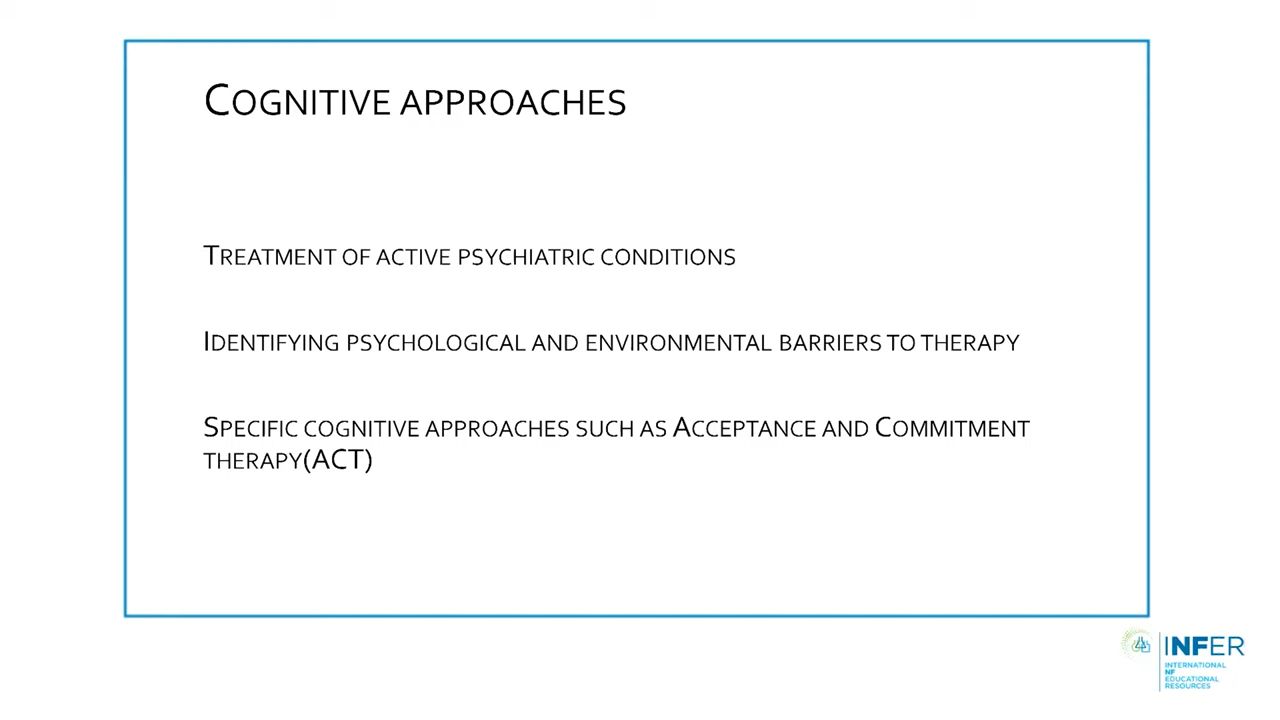 COGNITIVE APPROACHES
TREATMENT OF ACTIVE PSYCHIATRIC CONDITIONS
IDENTIFYING PSYCHOLOGICAL AND ENVIRONMENTAL BARRIERS TO THERAPY
SPECIFIC COGNITIVE APPROACHES SUCH AS ACCEPTANCE AND COMMITMENT
THERAPY(ACT)
INFER
INTERNATIONAL
NF
EDUCATIONAL
RESOURCES